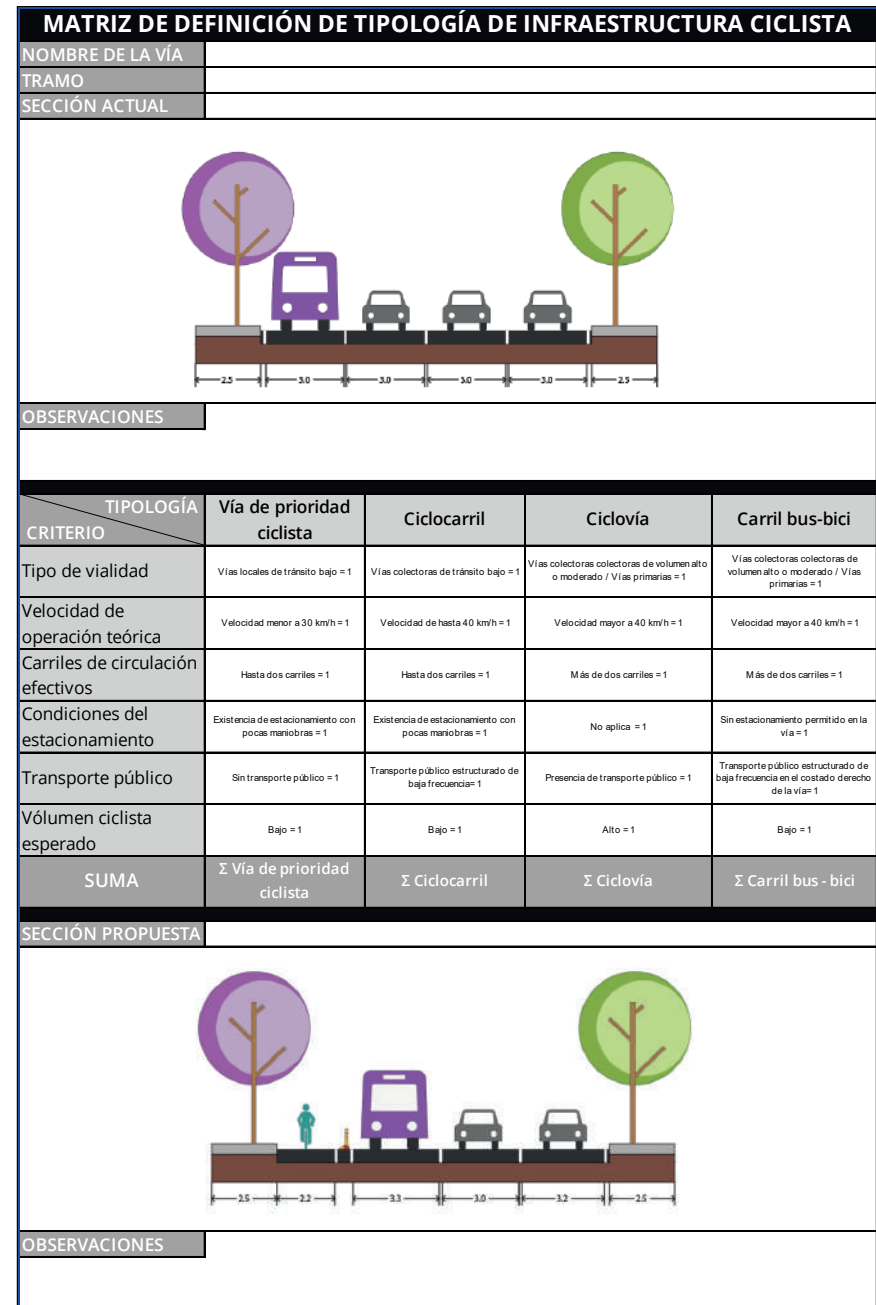 MATRIZ DE DEFINICIÓN DE TIPOLOGÍA DE INFRAESTRUCTURA CICLISTA
NOMBRE DE LA VÍA
TRAMO
SECCIÓN ACTUAL
2.5 3.0 3.0 3.0 3.0 2.5
OBSERVACIONES
TIPOLOGÍA
CRITERIO
Vía de prioridad
ciclista
Ciclocarril
Ciclovía
Carril bus-bici
Tipo de vialidad
Vías locales de tránsito bajo = 1
Vías colectoras de tránsito bajo = 1
Vías colectoras colectoras de volumen alto
o moderado / Vías primarias = 1
Vías colectoras colectoras de
volumen alto o moderado / Vías
primarias = 1
Velocidad de
operación teórica
Velocidad menor a 30 km/h = 1
Velocidad de hasta 40 km/h = 1
Velocidad mayor a 40 km/h = 1
Velocidad mayor a 40 km/h = 1
Carriles de circulación
efectivos
Hasta dos carriles = 1
Hasta dos carriles = 1
Más de dos carriles = 1
Más de dos carriles = 1
Condiciones del
estacionamiento
Existencia de estacionamiento con
pocas maniobras = 1
Existencia de estacionamiento con
pocas maniobras = 1
No aplica = 1
Sin estacionamiento permitido en la
vía = 1
Transporte público
Sin transporte público = 1
Transporte público estructurado de
baja frecuencia= 1
Presencia de transporte público = 1
Transporte público estructurado de
baja frecuencia en el costado derecho
de la vía= 1
Vólumen ciclista
esperado
Bajo = 1
Bajo = 1
Alto = 1
Bajo = 1
SUMA
Σ Vía de prioridad
ciclista
Σ Ciclocarril
Σ Ciclovía
Σ Carril bus - bici
SECCIÓN PROPUESTA
2.5 2.2 3.3 3.0 3.2 2.5
OBSERVACIONES